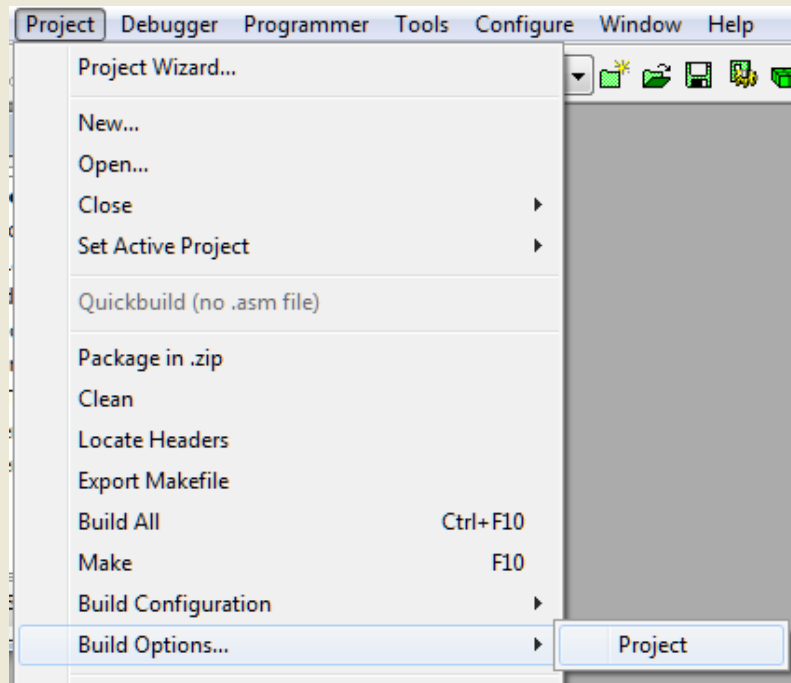 Project Debugger Programmer Tools Configure Window Help
Project Wizard...
New...
Open...
Close
Set Active Project
Quickbuild (no .asm file)
Package in .zip
Clean
Locate Headers
Export Makefile
Build All Ctrl+F10
Make F10
Build Configuration
Build Options... Project